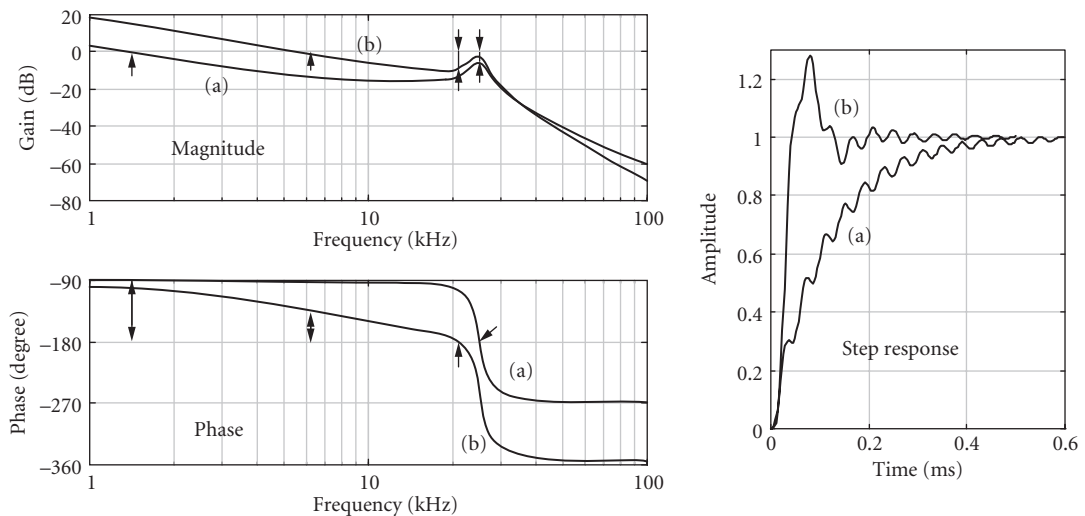 20
0
−20
−40
−60
−80
Gain (dB)
(b)
(a)
Magnitude
1
10
100
Frequency (kHz)
−90
−180
−270
−360
Phase (degree)
(a)
(b)
Phase
1
10
100
Frequency (kHz)
1.2
1
0.8
0.6
0.4
0.2
0
Amplitude
(b)
(a)
Step response
0
0.2
0.4
0.6
Time (ms)